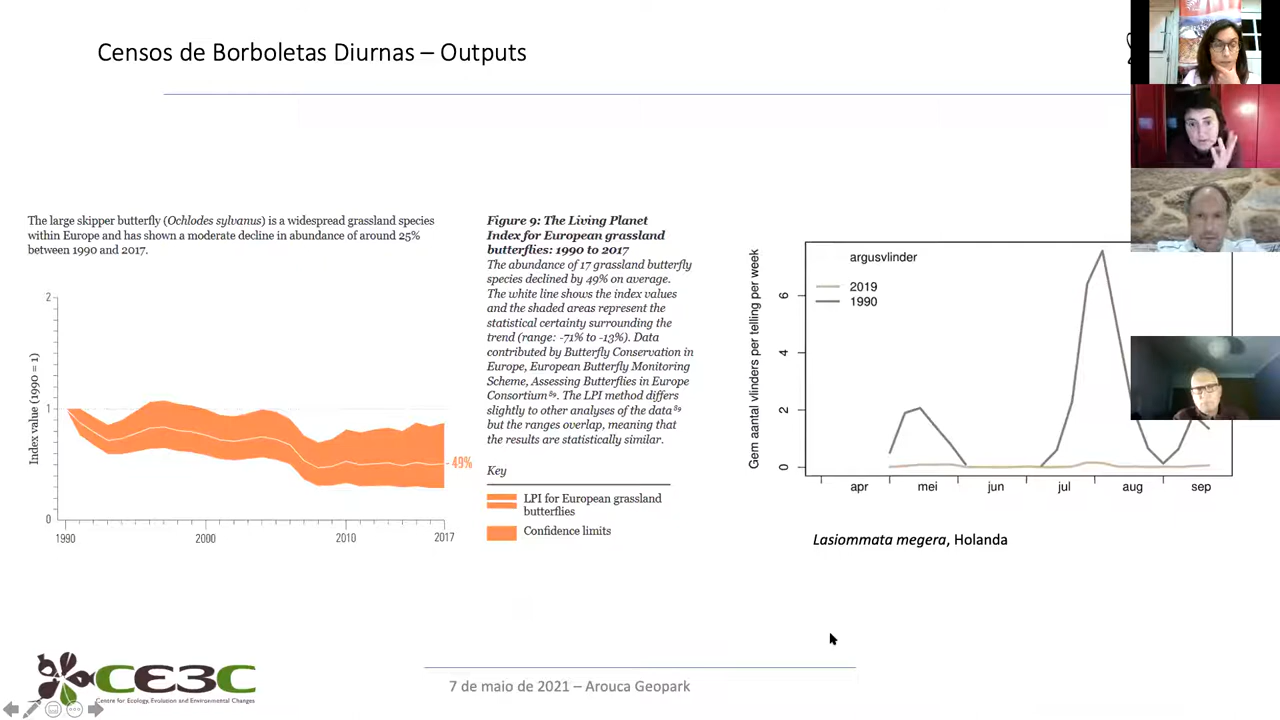 Censos de Borboletas Diurnas – Outputs
The large skipper butterfly (Ochlodes sylvanus) is a widespread grassland species
within Europe and has shown a moderate decline in abundance of around 25%
between 1990 and 2017.
2
1
0
Index value (1990 = 1)
1990
2000
2010
2017
- 49%
Figure 9: The Living Planet
Index for European grassland
butterflies: 1990 to 2017
The abundance of 17 grassland butterfly
species declined by 49% on average.
The white line shows the index values
and the shaded areas represent the
statistical certainty surrounding the
trend (range: -71% to -13%). Data
contributed by Butterfly Conservation in
Europe, European Butterfly Monitoring
Scheme, Assessing Butterflies in Europe
Consortium⁸⁹. The LPI method differs
slightly to other analyses of the data⁸⁹
but the ranges overlap, meaning that
the results are statistically similar.
Key
LPI for European grassland
butterflies
Confidence limits
Gem aantal vlinders per telling per week
6
4
2
0
argusvlinder
2019
1990
apr
mei
jun
jul
aug
sep
Lasiommata megera, Holanda
CE3C
Centre for Ecology, Evolution and Environmental Changes
7 de maio de 2021 – Arouca Geopark